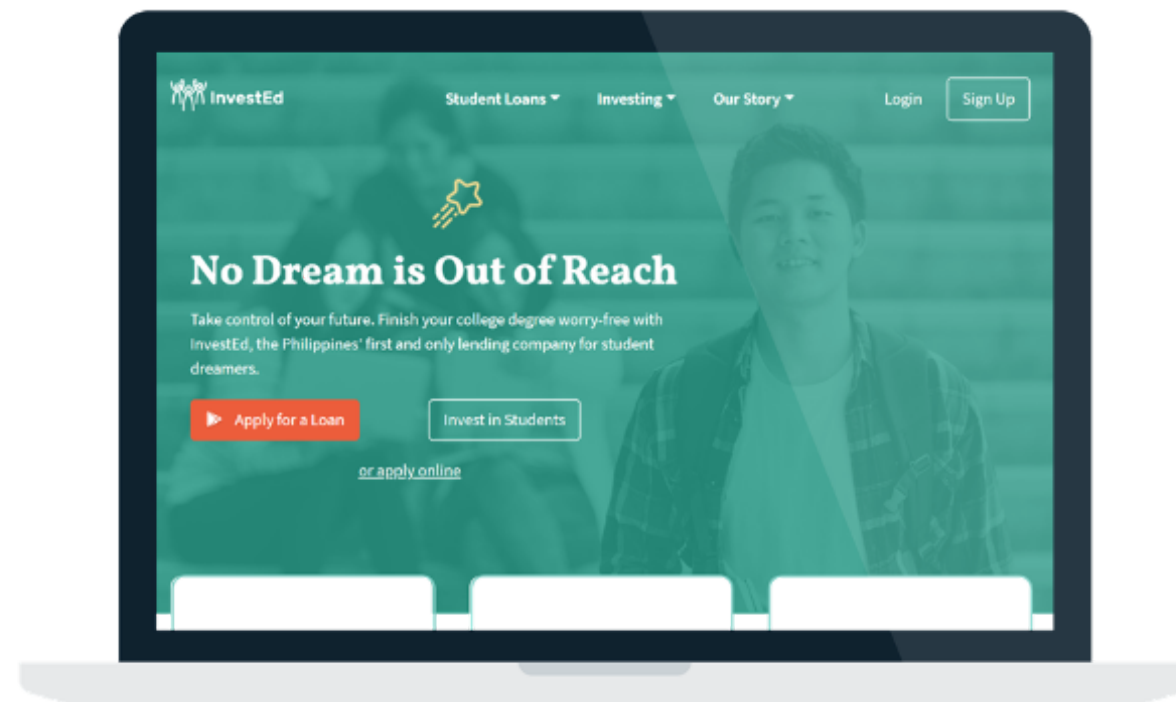 InvestEd
Student Loans
Investing
Our Story
Login
Sign Up
No Dream is Out of Reach
Take control of your future. Finish your college degree worry-free with
InvestEd, the Philippines' first and only lending company for student
dreamers.
Apply for a Loan
Invest in Students
or apply online